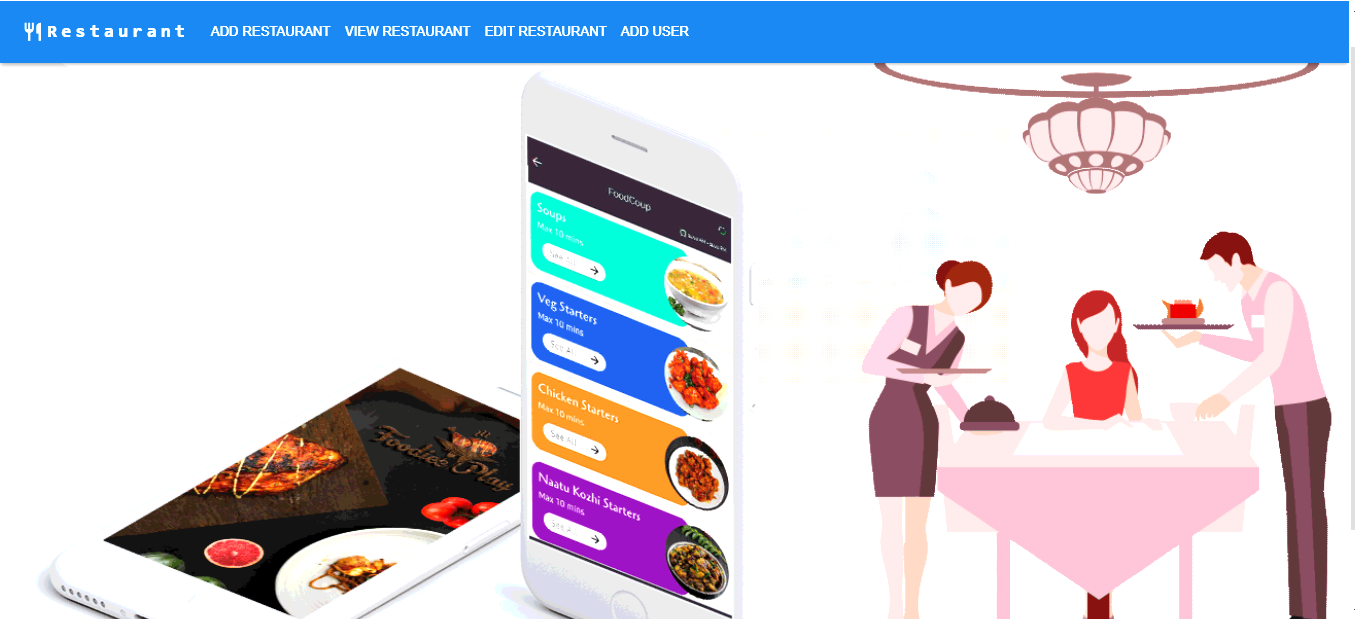 Restaurant ADD RESTAURANT VIEW RESTAURANT EDIT RESTAURANT ADD USER
FoodCoup
Soups
Max 10 mins
See All
Veg Starters
Max 10 mins
See All
Chicken Starters
Max 10 mins
See All
Naatu Kozhi Starters
Max 10 mins
See A
Foodiee Play